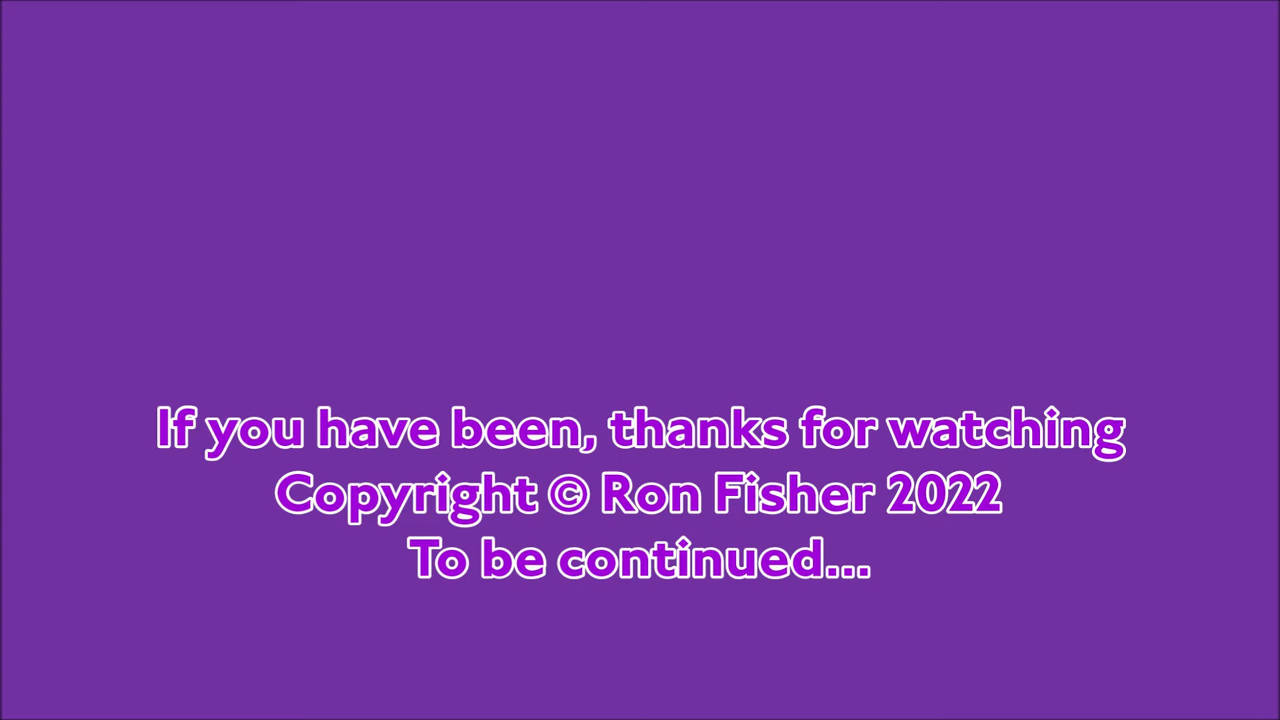 If you have been, thanks for watching
Copyright © Ron Fisher 2022
To be continued...